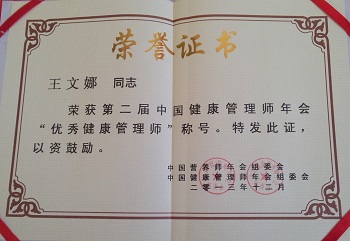 荣誉证书
王文娜 同志
荣获第二届中国健康管理师年会
“优秀健康管理师”称号。特发此证，
以资鼓励。
中国营养师年会组委会
中国健康管理师年会组委会
二零一三年十二月